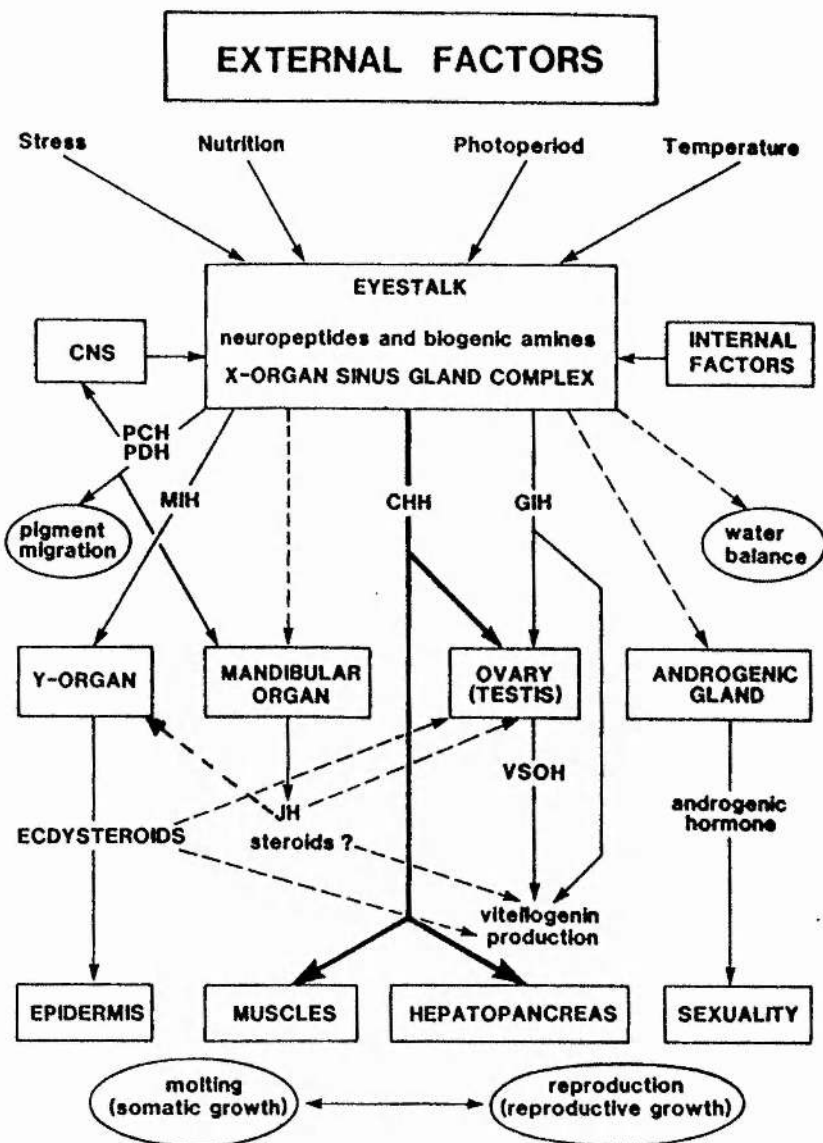 EXTERNAL FACTORS
Stress
Nutrition
Photoperiod
Temperature
EYESTALK
neuropeptides and biogenic amines
X-ORGAN SINUS GLAND COMPLEX
CNS
INTERNAL
FACTORS
PCH
PDH
MIH
CHH
GIH
pigment
migration
water
balance
Y-ORGAN
MANDIBULAR
ORGAN
OVARY
(TESTIS)
ANDROGENIC
GLAND
VSOH
JH
steroids ?
ECDYSTEROIDS
androgenic
hormone
vitellogenin
production
EPIDERMIS
MUSCLES
HEPATOPANCREAS
SEXUALITY
molting
(somatic growth)
reproduction
(reproductive growth)